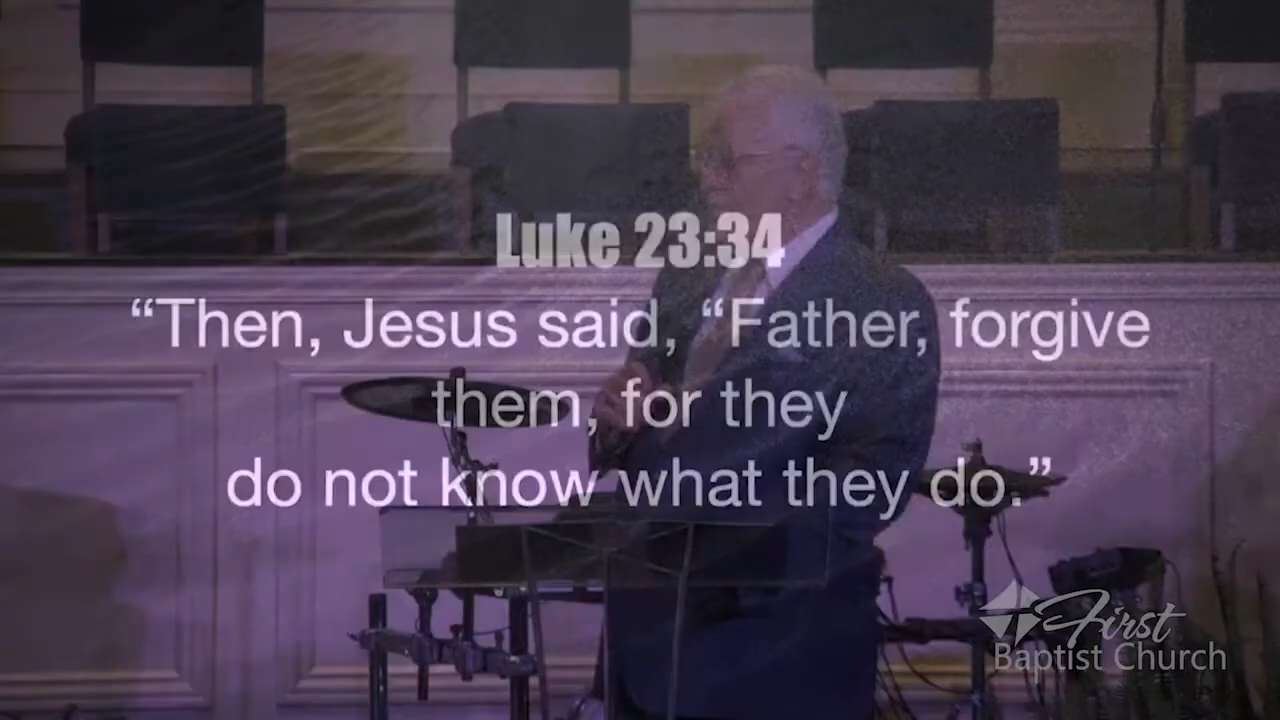 Luke 23:34
“Then, Jesus said, “Father, forgive
them, for they
do not know what they do.”
First
Baptist Church